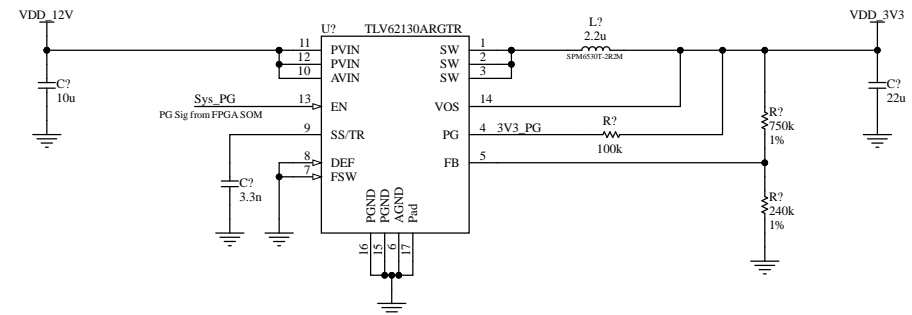 VDD_12V
VDD_3V3
U?
TLV62130ARGTR
L?
2.2u
SPM6530T-2R2M
11 PVIN SW 1
12 PVIN SW 2
10 AVIN SW 3
C?
10u
C?
22u
Sys_PG
13 EN VOS 14
PG Sig from FPGA SOM
R?
750k
1%
9 SS/TR PG 4 3V3_PG
R?
100k
8 DEF FB 5
7 FSW
C?
3.3n
R?
240k
1%
PGND
PGND
AGND
Pad
16
15
6
17